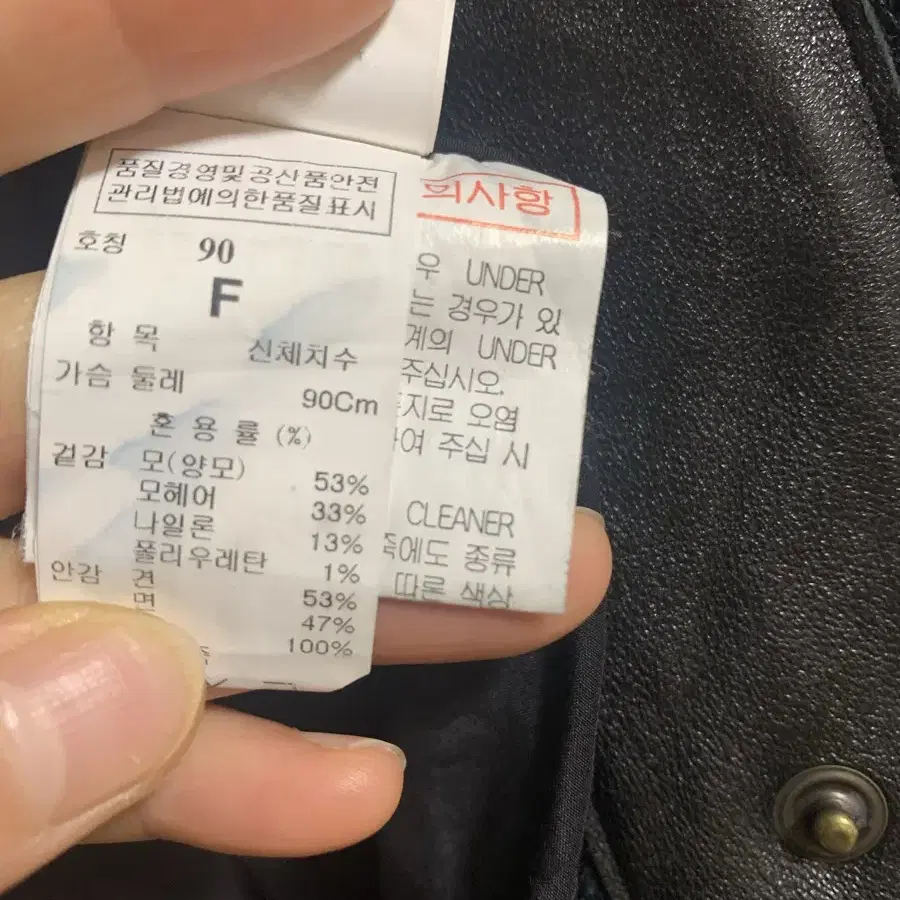 품질경영및공산품안전
관리법에의한품질표시
호칭 90
F
항 목 신체치수
가슴 둘레 90Cm
혼 용 률 (%)
겉감 모(양모) 53%
모헤어 33%
나일론 13%
폴리우레탄 1%
안감 견 53%
면 47%
100%
의사항
우 UNDER
는 경우가 있
계의 UNDER
주십시오.
지로 오염
여 주십 시
CLEANER
족에도 종류
따른 색상